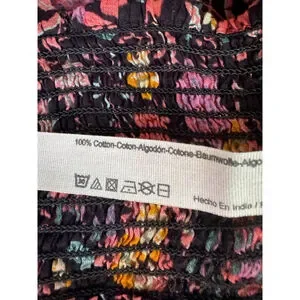 100% Cotton-Coton-Algodón-Cotone-Baumwolle-Algo
Hecho En India /